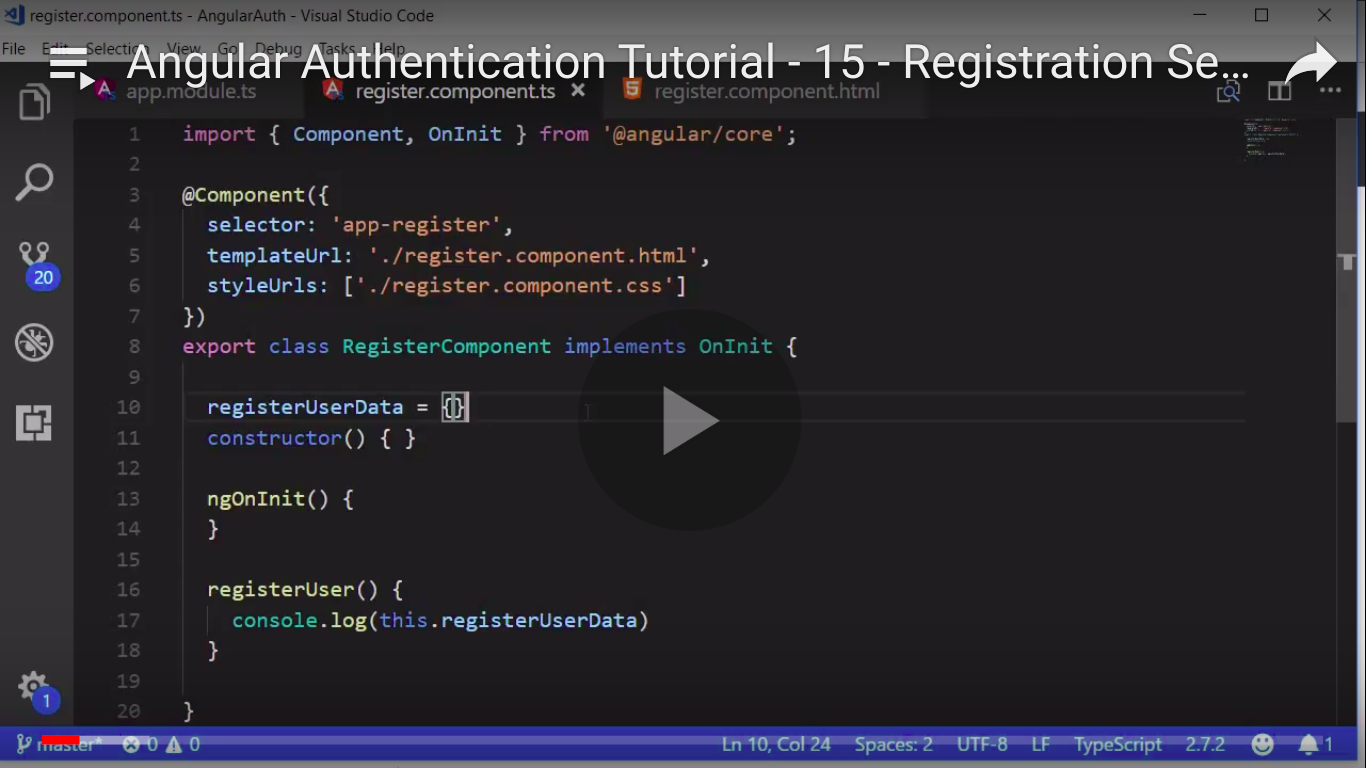 register.component.ts - AngularAuth - Visual Studio Code
File Edit Selection View Go Debug Tasks Help
Angular Authentication Tutorial - 15 - Registration Se...
app.module.ts register.component.ts register.component.html
1 import { Component, OnInit } from '@angular/core';
2
3 @Component({
4 selector: 'app-register',
5 templateUrl: './register.component.html',
6 styleUrls: ['./register.component.css']
7 })
8 export class RegisterComponent implements OnInit {
9
10 registerUserData = {}
11 constructor() { }
12
13 ngOnInit() {
14 }
15
16 registerUser() {
17 console.log(this.registerUserData)
18 }
19
20 }
20
1
master* 0 0 Ln 10, Col 24 Spaces: 2 UTF-8 LF TypeScript 2.7.2 1